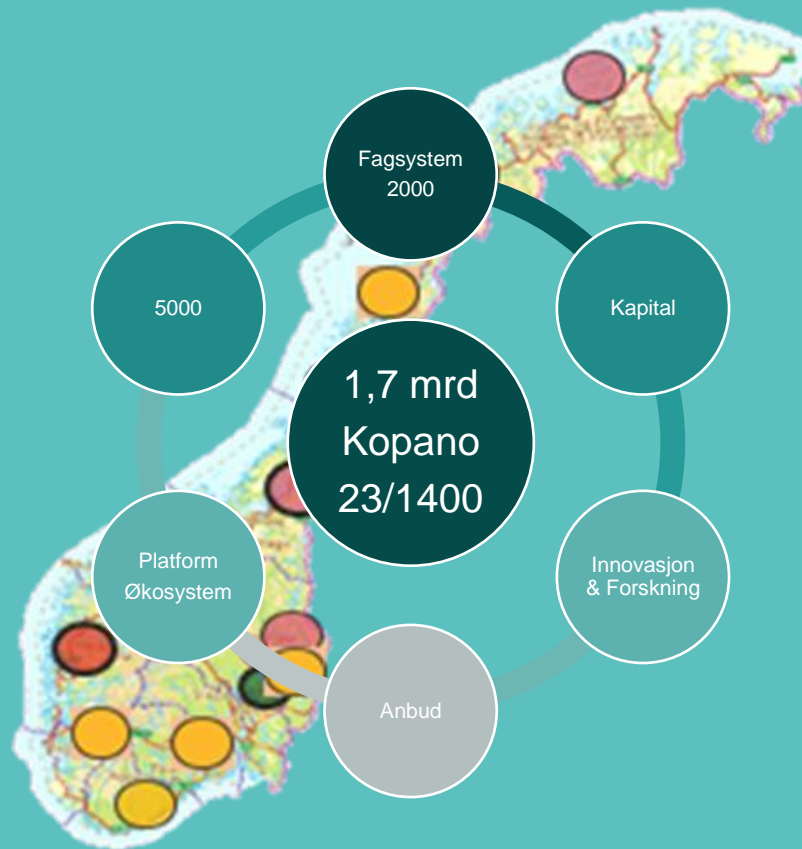 Fagsystem
2000
5000
Kapital
1,7 mrd
Kopano
23/1400
Platform
Økosystem
Innovasjon
& Forskning
Anbud